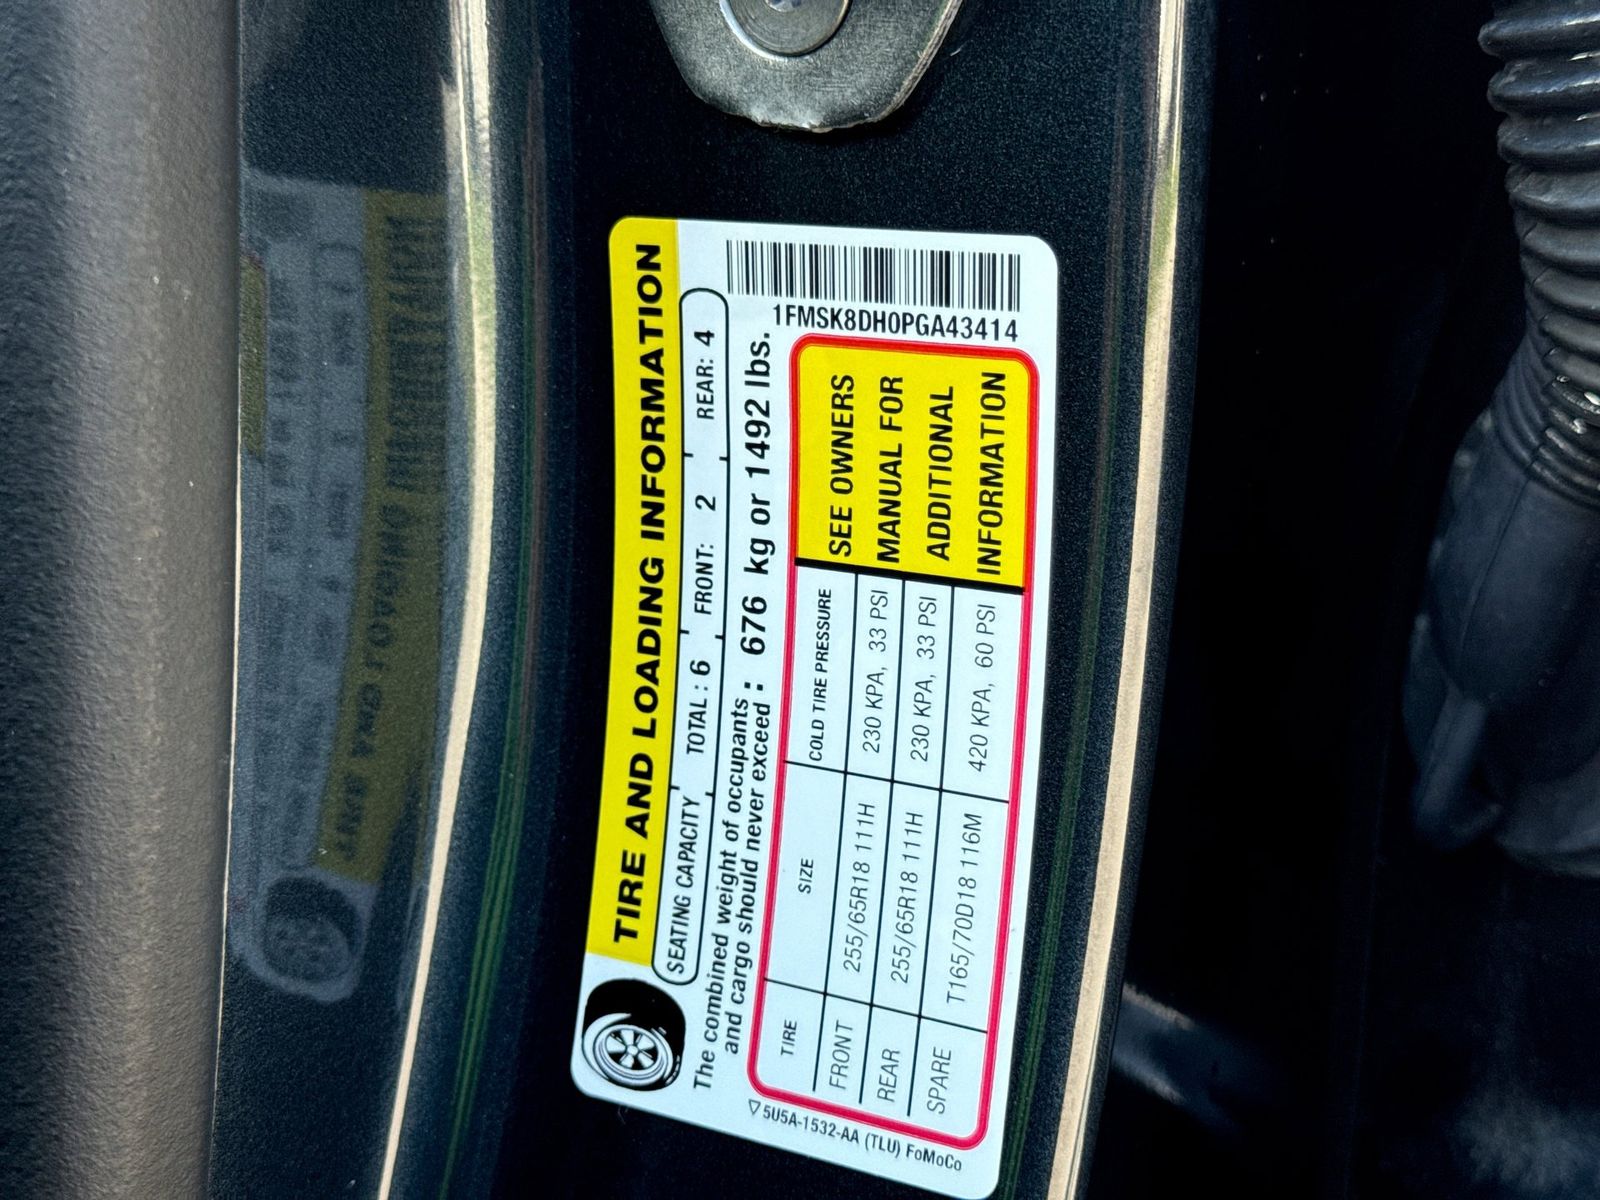 TIRE AND LOADING INFORMATION
SEATING CAPACITY TOTAL : 6 FRONT: 2 REAR: 4
The combined weight of occupants
and cargo should never exceed : 676 kg or 1492 lbs.
1FMSK8DH0PGA43414
TIRE SIZE COLD TIRE PRESSURE
FRONT 255/65R18 111H 230 KPA, 33 PSI
REAR 255/65R18 111H 230 KPA, 33 PSI
SPARE T165/70D18 116M 420 KPA, 60 PSI
SEE OWNERS
MANUAL FOR
ADDITIONAL
INFORMATION
5U5A-1532-AA (TLU) FoMoCo